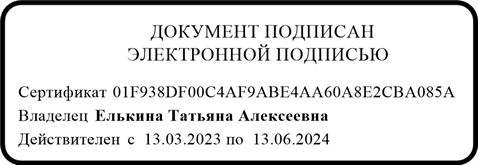 ДОКУМЕНТ ПОДПИСАН
ЭЛЕКТРОННОЙ ПОДПИСЬЮ
Сертификат 01F938DF00C4AF9ABE4AA60A8E2CBA085A
Владелец Елькина Татьяна Алексеевна
Действителен с 13.03.2023 по 13.06.2024